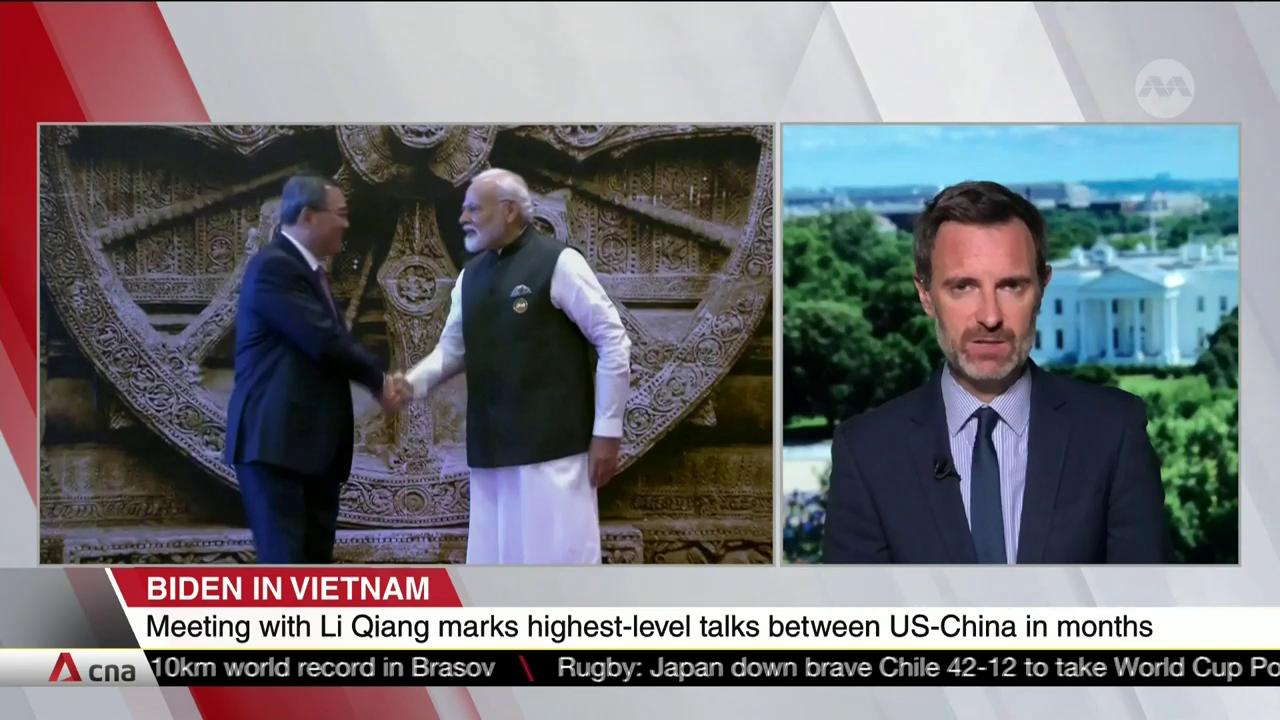 BIDEN IN VIETNAM
Meeting with Li Qiang marks highest-level talks between US-China in months
cna
10km world record in Brasov \ Rugby: Japan down brave Chile 42-12 to take World Cup Po